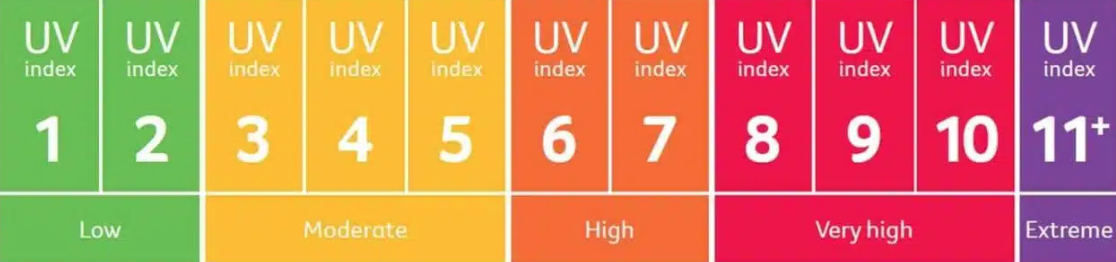 UV UV UV UV UV UV UV UV UV UV UV
index index index index index index index index index index index
1 2 3 4 5 6 7 8 9 10 11+
Low Moderate High Very high Extreme